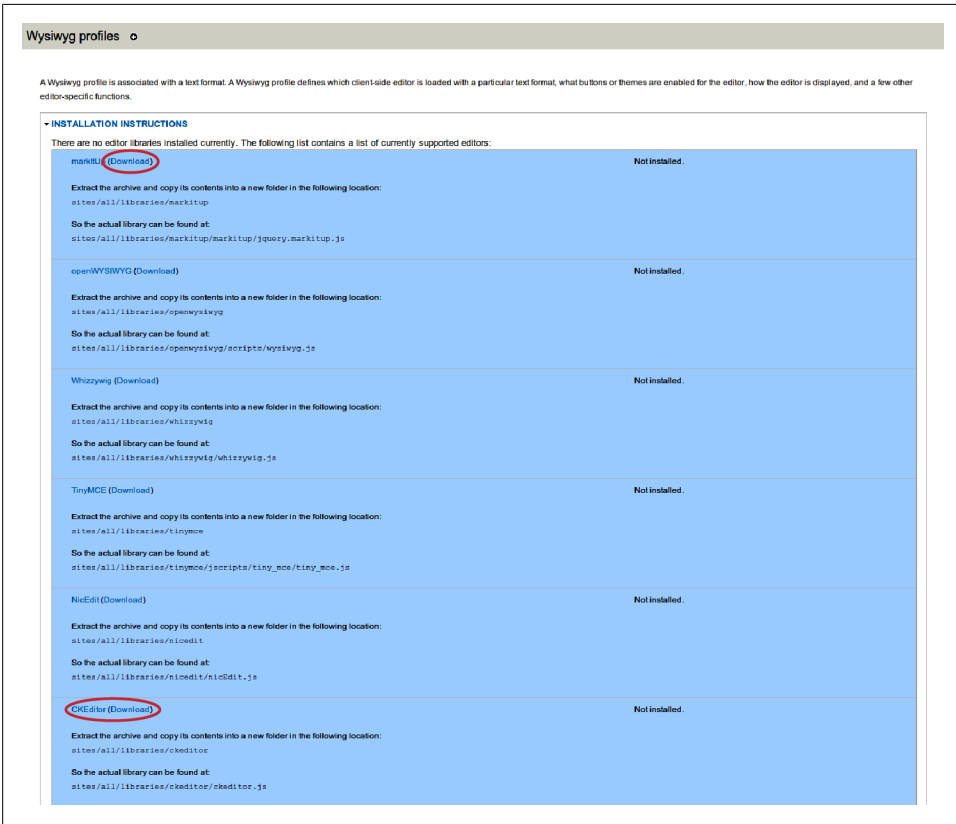 Wysiwyg profiles
A Wysiwyg profile is associated with a text format. A Wysiwyg profile defines which client-side editor is loaded with a particular text format, what buttons or themes are enabled for the editor, how the editor is displayed, and a few other
editor-specific functions.
INSTALLATION INSTRUCTIONS
There are no editor libraries installed currently. The following list contains a list of currently supported editors:
markItUp (Download) Not installed.
Extract the archive and copy its contents into a new folder in the following location:
sites/all/libraries/markitup
So the actual library can be found at:
sites/all/libraries/markitup/markitup/jquery.markitup.js
openWYSIWYG (Download) Not installed.
Extract the archive and copy its contents into a new folder in the following location:
sites/all/libraries/openwysiwyg
So the actual library can be found at:
sites/all/libraries/openwysiwyg/scripts/wysiwyg.js
Whizzywig (Download) Not installed.
Extract the archive and copy its contents into a new folder in the following location:
sites/all/libraries/whizzywig
So the actual library can be found at:
sites/all/libraries/whizzywig/whizzywig.js
TinyMCE (Download) Not installed.
Extract the archive and copy its contents into a new folder in the following location:
sites/all/libraries/tinymce
So the actual library can be found at:
sites/all/libraries/tinymce/jscripts/tiny_mce/tiny_mce.js
NicEdit (Download) Not installed.
Extract the archive and copy its contents into a new folder in the following location:
sites/all/libraries/nicedit
So the actual library can be found at:
sites/all/libraries/nicedit/nicEdit.js
CKEditor (Download) Not installed.
Extract the archive and copy its contents into a new folder in the following location:
sites/all/libraries/ckeditor
So the actual library can be found at:
sites/all/libraries/ckeditor/ckeditor.js